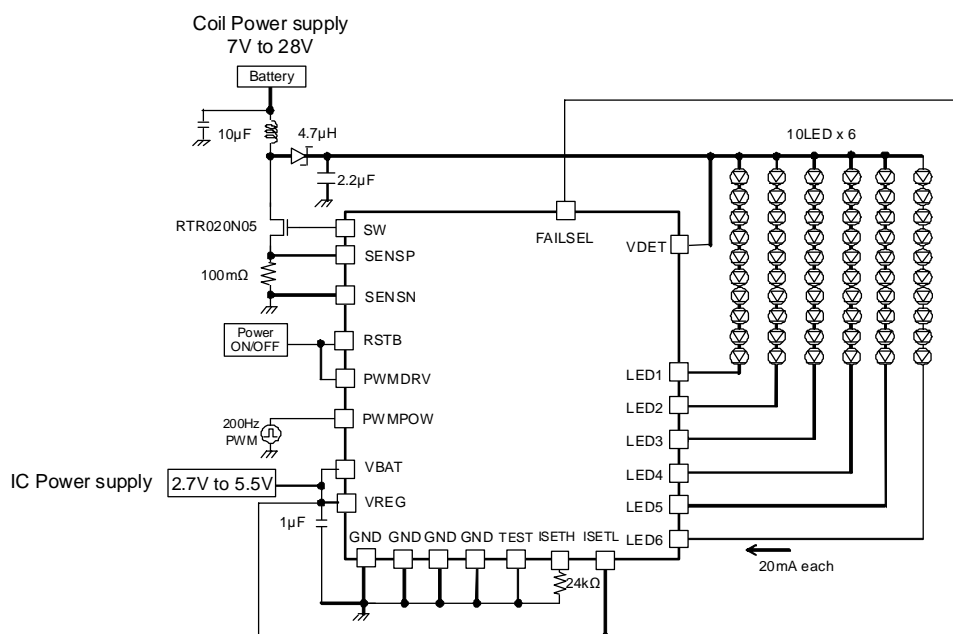 Coil Power supply
7V to 28V
Battery
10µF
4.7µH
10LED x 6
2.2µF
RTR020N05
SW
FAILSEL
VDET
SENSP
100mΩ
SENSN
Power
ON/OFF
RSTB
PWMDRV
LED1
200Hz
PWM
PWMPOW
LED2
LED3
IC Power supply
2.7V to 5.5V
VBAT
LED4
VREG
LED5
1µF
GND
GND
GND
GND
TEST
ISETH
ISETL
LED6
24kΩ
20mA each